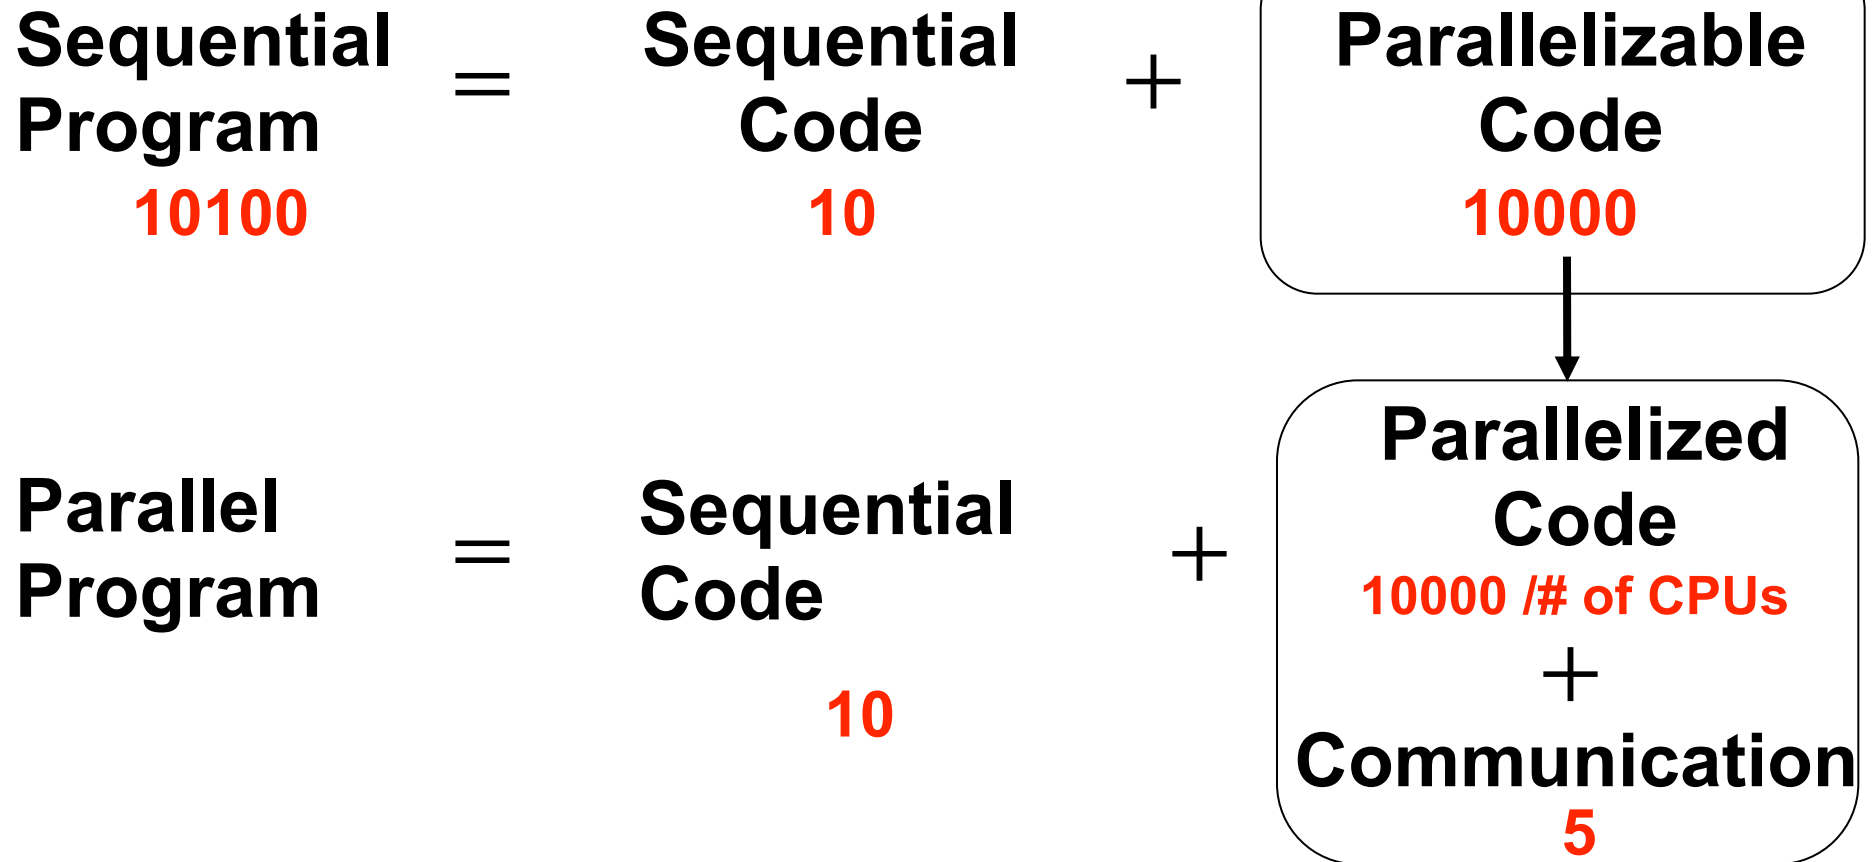 Sequential
Program
10100
=
Sequential
Code
10
+
Parallelizable
Code
10000
Parallel
Program
=
Sequential
Code
10
+
Parallelized
Code
10000 /# of CPUs
+
Communication
5